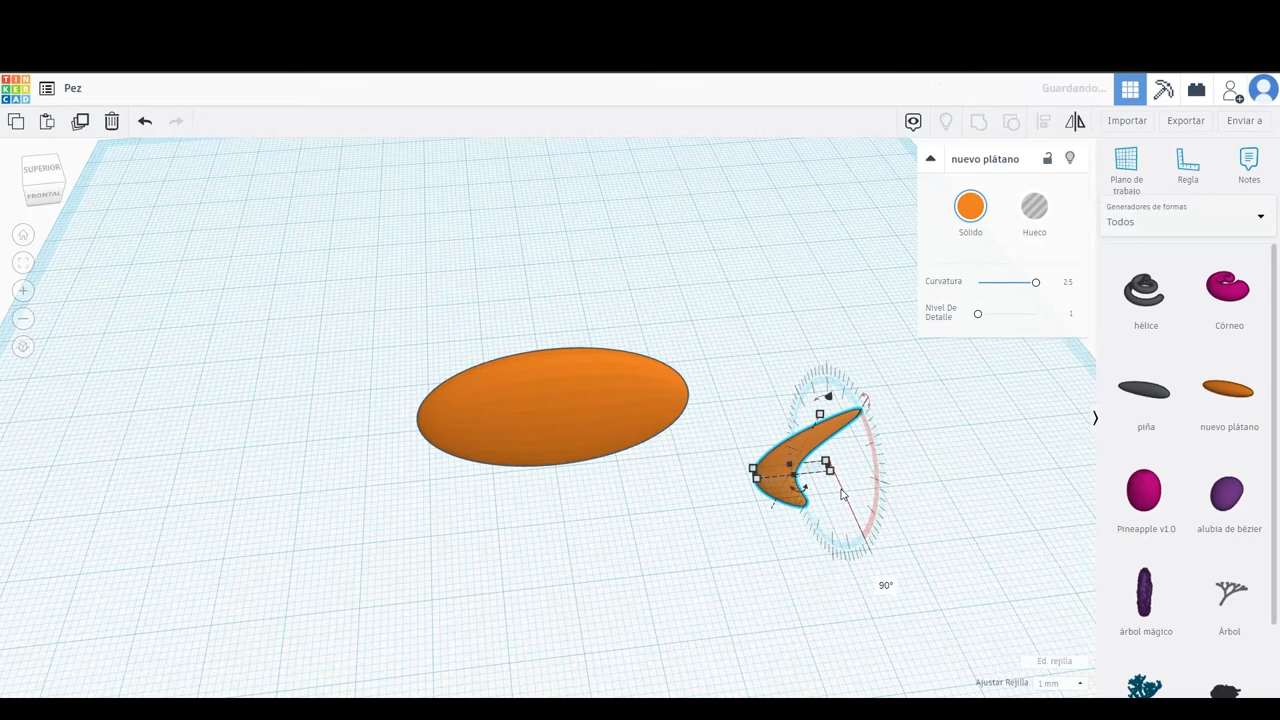 TIN
KER
CAD
Pez
Guardando...
Importar
Exportar
Enviar a
SUPERIOR
FRONTAL
nuevo plátano
Sólido
Hueco
Curvatura
2.5
Nivel De
Detalle
1
Plano de
trabajo
Regla
Notes
Generadores de formas
Todos
hélice
Córneo
piña
nuevo plátano
Pineapple v1.0
alubia de bézier
árbol mágico
Árbol
90°
Ed. rejilla
Ajustar Rejilla
1 mm